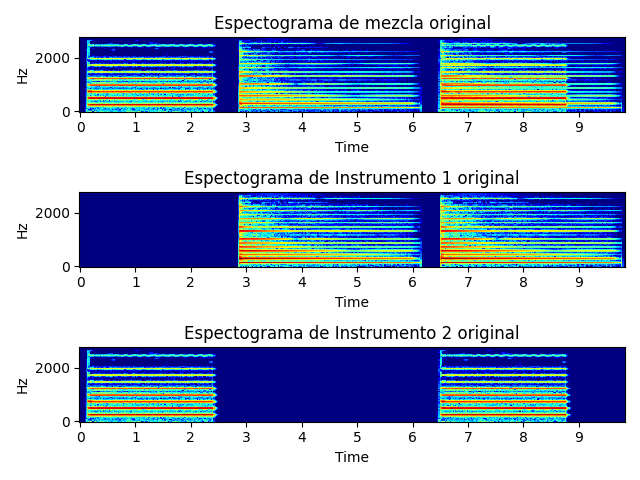 Espectograma de mezcla original
2000
Hz
0
0 1 2 3 4 5 6 7 8 9
Time
Espectograma de Instrumento 1 original
2000
Hz
0
0 1 2 3 4 5 6 7 8 9
Time
Espectograma de Instrumento 2 original
2000
Hz
0
0 1 2 3 4 5 6 7 8 9
Time